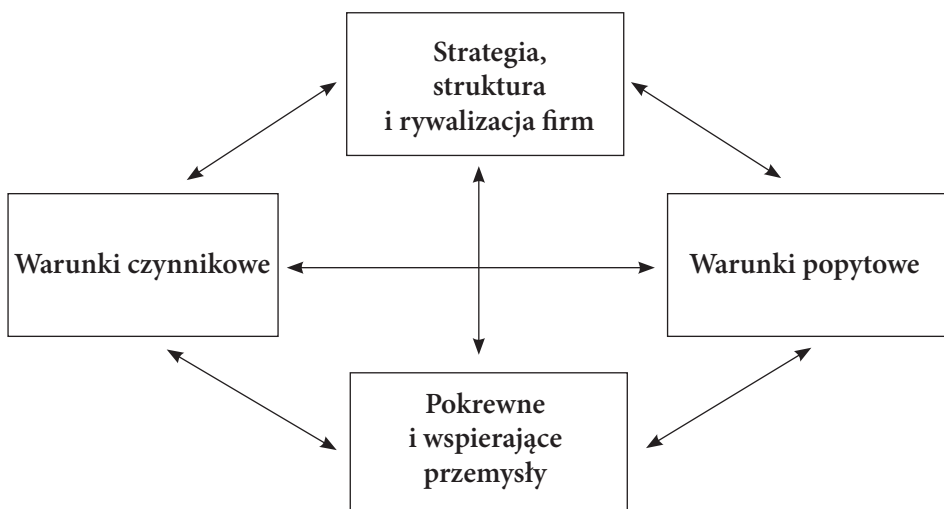 Strategia,
struktura
i rywalizacja firm
Warunki czynnikowe
Warunki popytowe
Pokrewne
i wspierające
przemysły